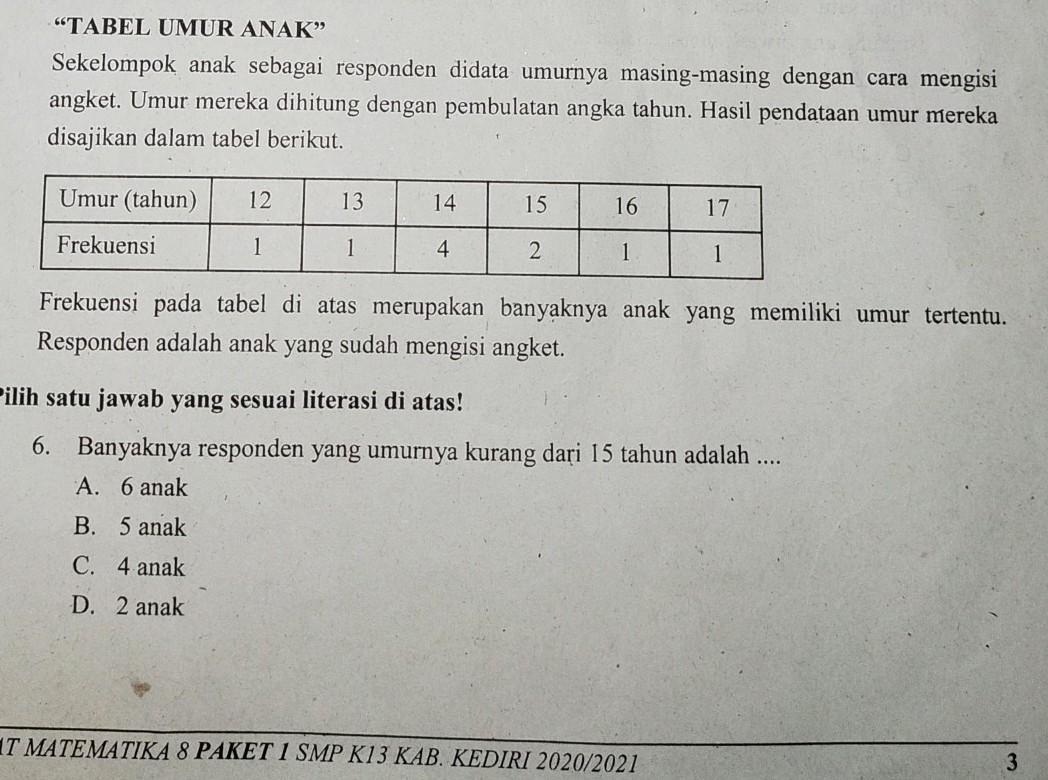 “TABEL UMUR ANAK”
Sekelompok anak sebagai responden didata umurnya masing-masing dengan cara mengisi
angket. Umur mereka dihitung dengan pembulatan angka tahun. Hasil pendataan umur mereka
disajikan dalam tabel berikut.
Umur (tahun) 12 13 14 15 16 17
Frekuensi 1 1 4 2 1 1
Frekuensi pada tabel di atas merupakan banyaknya anak yang memiliki umur tertentu.
Responden adalah anak yang sudah mengisi angket.
Pilih satu jawab yang sesuai literasi di atas!
6. Banyaknya responden yang umurnya kurang dari 15 tahun adalah ....
A. 6 anak
B. 5 anak
C. 4 anak
D. 2 anak
AT MATEMATIKA 8 PAKET 1 SMP K13 KAB. KEDIRI 2020/2021
3